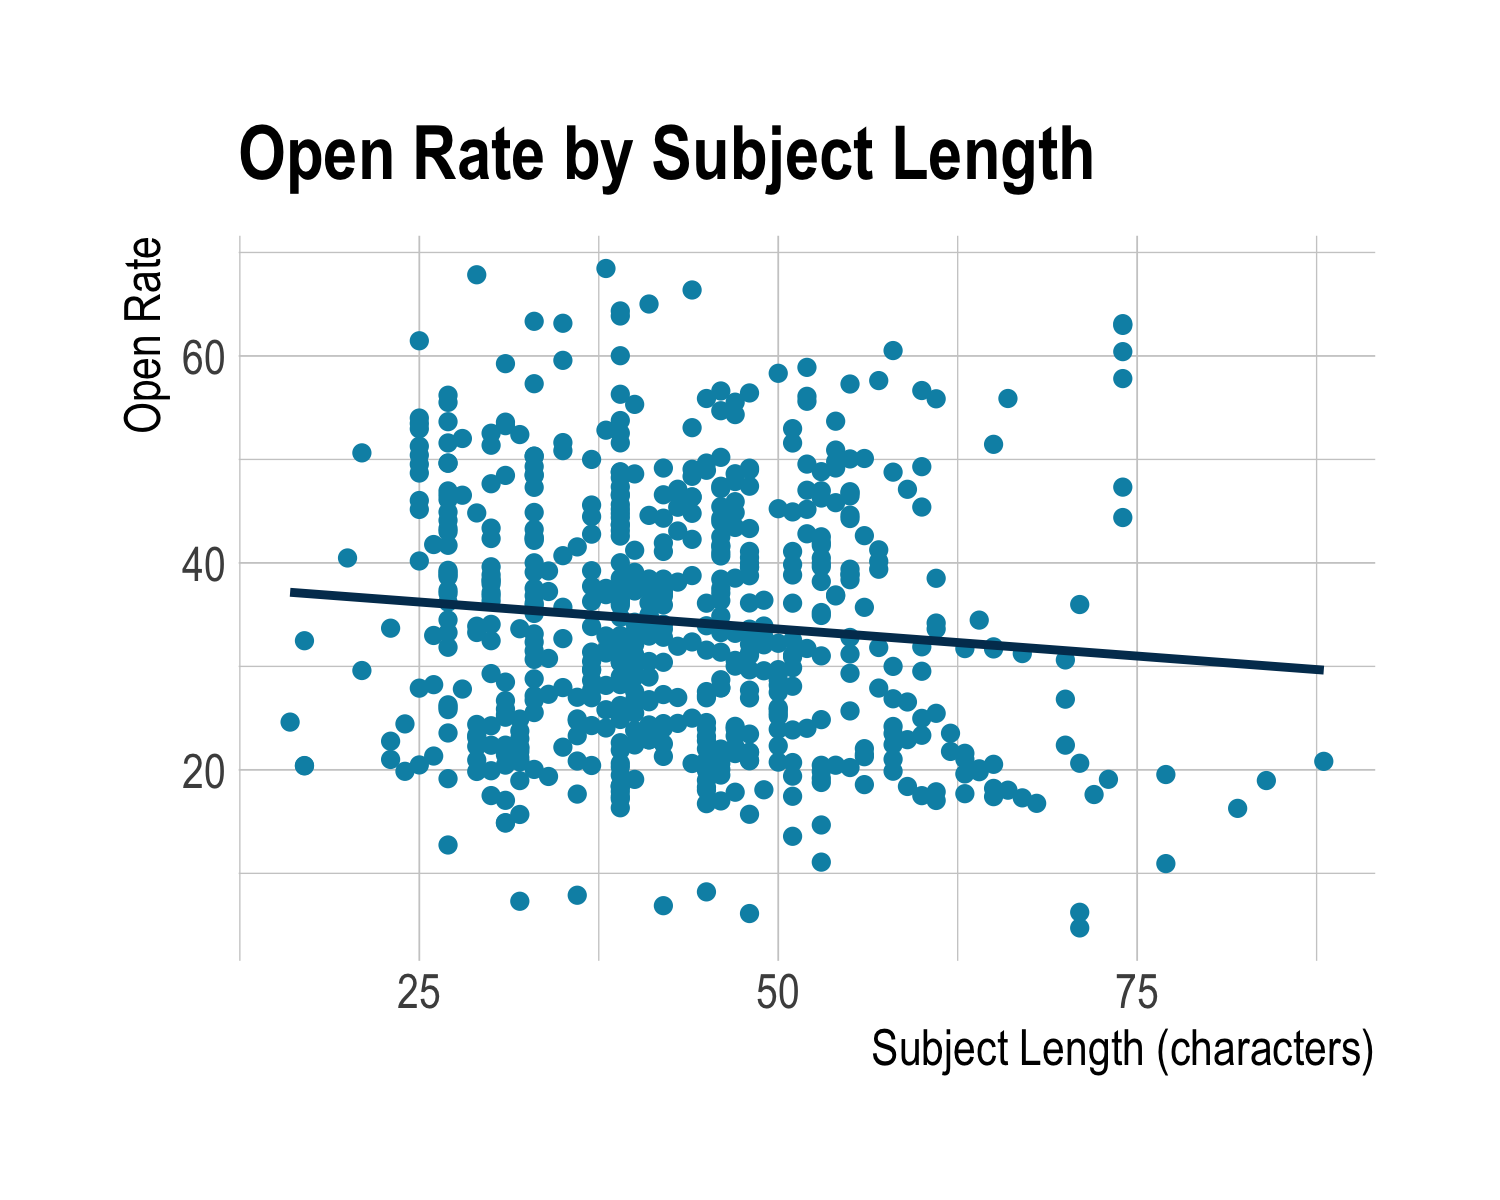 Open Rate by Subject Length
Open Rate
60
40
20
25
50
75
Subject Length (characters)